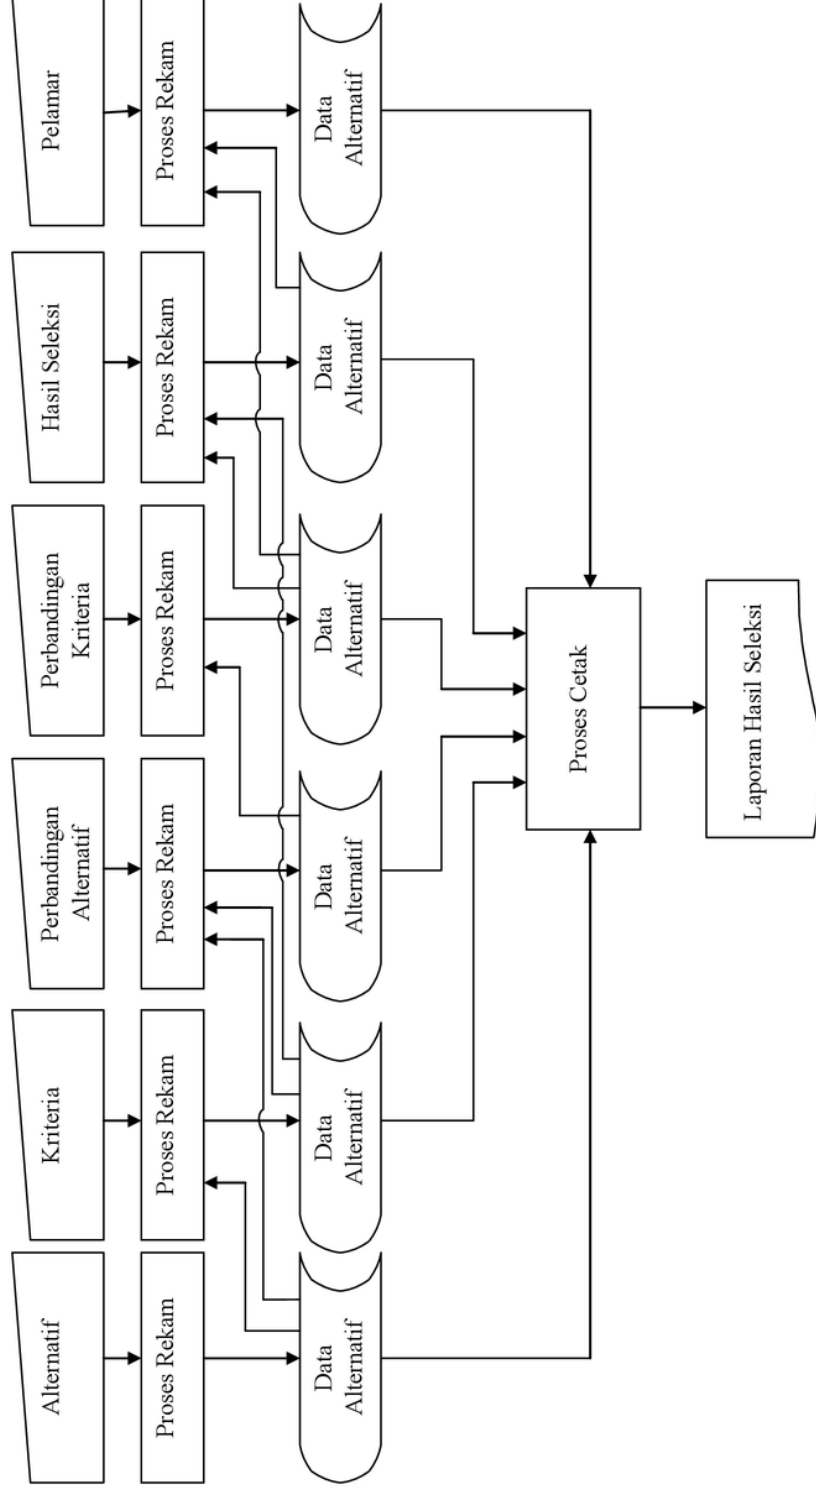 Alternatif
Kriteria
Perbandingan
Alternatif
Perbandingan
Kriteria
Hasil Seleksi
Pelamar
Proses Rekam
Proses Rekam
Proses Rekam
Proses Rekam
Proses Rekam
Proses Rekam
Data
Alternatif
Data
Alternatif
Data
Alternatif
Data
Alternatif
Data
Alternatif
Data
Alternatif
Proses Cetak
Laporan Hasil Seleksi